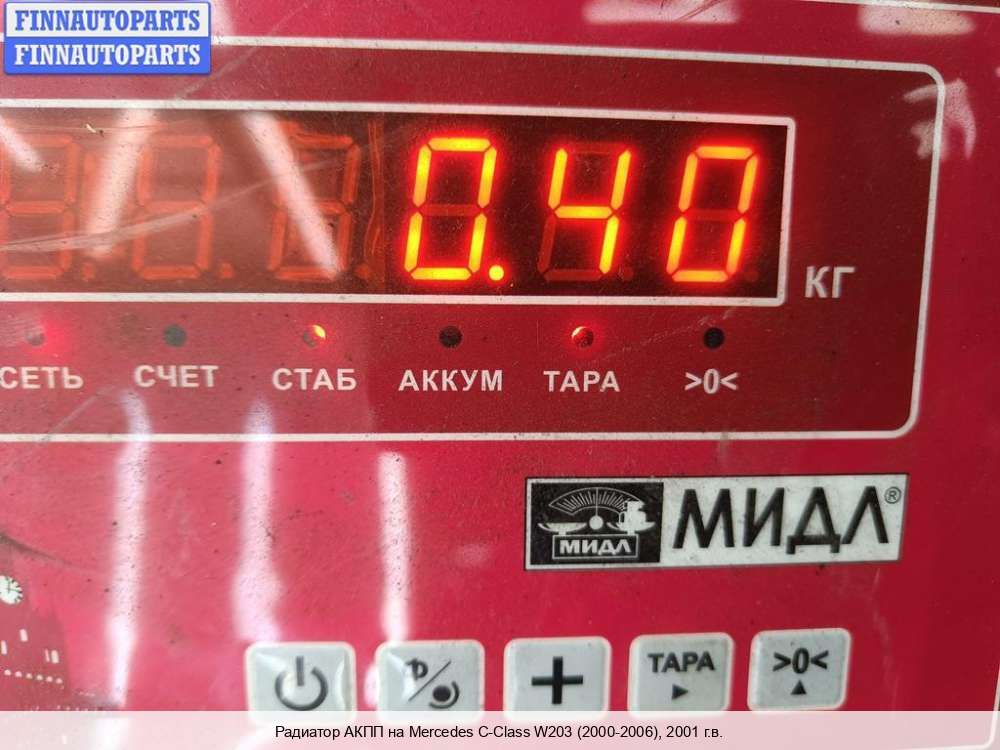 FINNAUTOPARTS
FINNAUTOPARTS
0.40
КГ
СЕТЬ СЧЕТ СТАБ АККУМ ТАРА >0<
МИДЛ МИДЛ®
ТАРА >0<
Радиатор АКПП на Mercedes C-Class W203 (2000-2006), 2001 г.в.